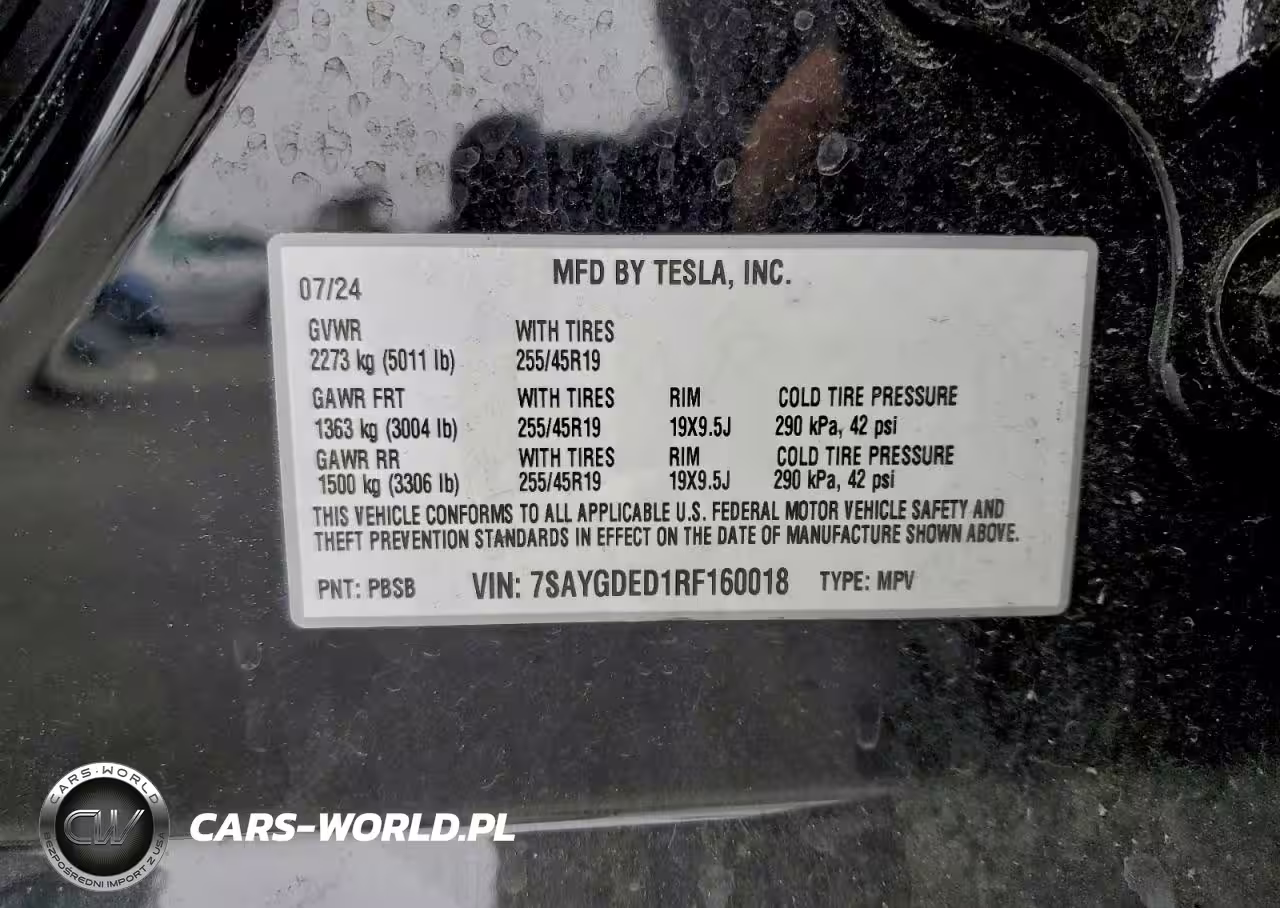 MFD BY TESLA, INC.
07/24
GVWR WITH TIRES
2273 kg (5011 lb) 255/45R19
GAWR FRT WITH TIRES RIM COLD TIRE PRESSURE
1363 kg (3004 lb) 255/45R19 19X9.5J 290 kPa, 42 psi
GAWR RR WITH TIRES RIM COLD TIRE PRESSURE
1500 kg (3306 lb) 255/45R19 19X9.5J 290 kPa, 42 psi
THIS VEHICLE CONFORMS TO ALL APPLICABLE U.S. FEDERAL MOTOR VEHICLE SAFETY AND
THEFT PREVENTION STANDARDS IN EFFECT ON THE DATE OF MANUFACTURE SHOWN ABOVE.
PNT: PBSB VIN: 7SAYGDED1RF160018 TYPE: MPV
CARS-WORLD
CW
BEZPOŚREDNI IMPORT Z USA
CARS-WORLD.PL